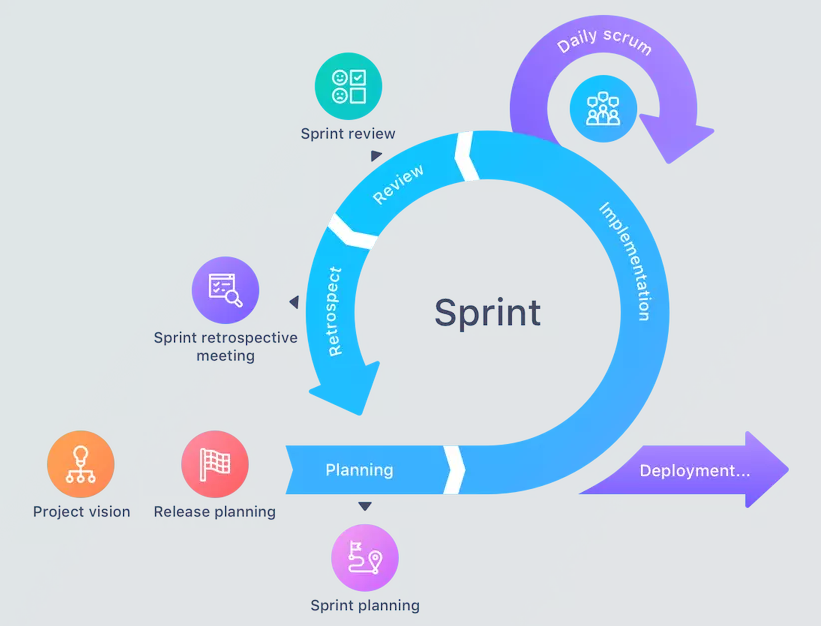 Daily scrum
Sprint review
Review
Implementation
Retrospect
Sprint
Sprint retrospective
meeting
Planning
Deployment...
Project vision
Release planning
Sprint planning